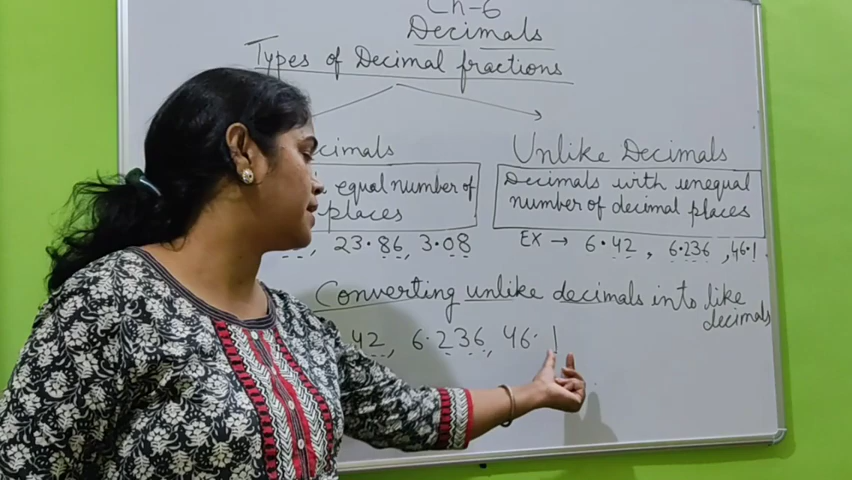 Ch-6
Decimals
Types of Decimal fractions
Unlike Decimals
equal number of
places
Decimals with unequal
number of decimal places
, 23.86, 3.08
EX → 6.42, 6.236, 46.1.
Converting unlike decimals into like
decimals
42, 6.236, 46.1